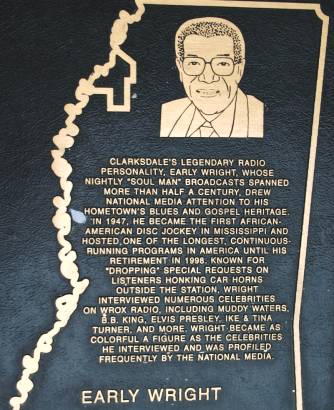 CLARKSDALE'S LEGENDARY RADIO
PERSONALITY, EARLY WRIGHT, WHOSE
NIGHTLY "SOUL MAN" BROADCASTS SPANNED
MORE THAN HALF A CENTURY, DREW
NATIONAL MEDIA ATTENTION TO HIS
HOMETOWN'S BLUES AND GOSPEL HERITAGE.
IN 1947, HE BECAME THE FIRST AFRICAN-
AMERICAN DISC JOCKEY IN MISSISSIPPI AND
HOSTED ONE OF THE LONGEST, CONTINUOUS-
RUNNING PROGRAMS IN AMERICA UNTIL HIS
RETIREMENT IN 1998. KNOWN FOR
"DROPPING" SPECIAL REQUESTS ON
LISTENERS HONKING CAR HORNS
OUTSIDE THE STATION, WRIGHT
INTERVIEWED NUMEROUS CELEBRITIES
ON WROX RADIO, INCLUDING MUDDY WATERS,
B.B. KING, ELVIS PRESLEY, IKE & TINA
TURNER, AND MORE. WRIGHT BECAME AS
COLORFUL A FIGURE AS THE CELEBRITIES
HE INTERVIEWED AND WAS PROFILED
FREQUENTLY BY THE NATIONAL MEDIA.
EARLY WRIGHT